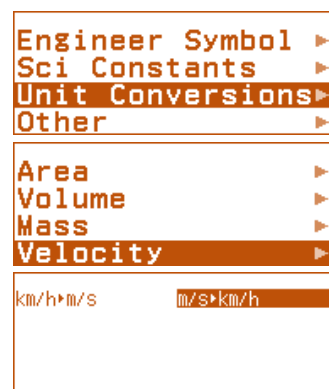 Engineer Symbol ▶
Sci Constants ▶
Unit Conversions▶
Other ▶
Area ▶
Volume ▶
Mass ▶
Velocity ▶
km/h▸m/s m/s▸km/h